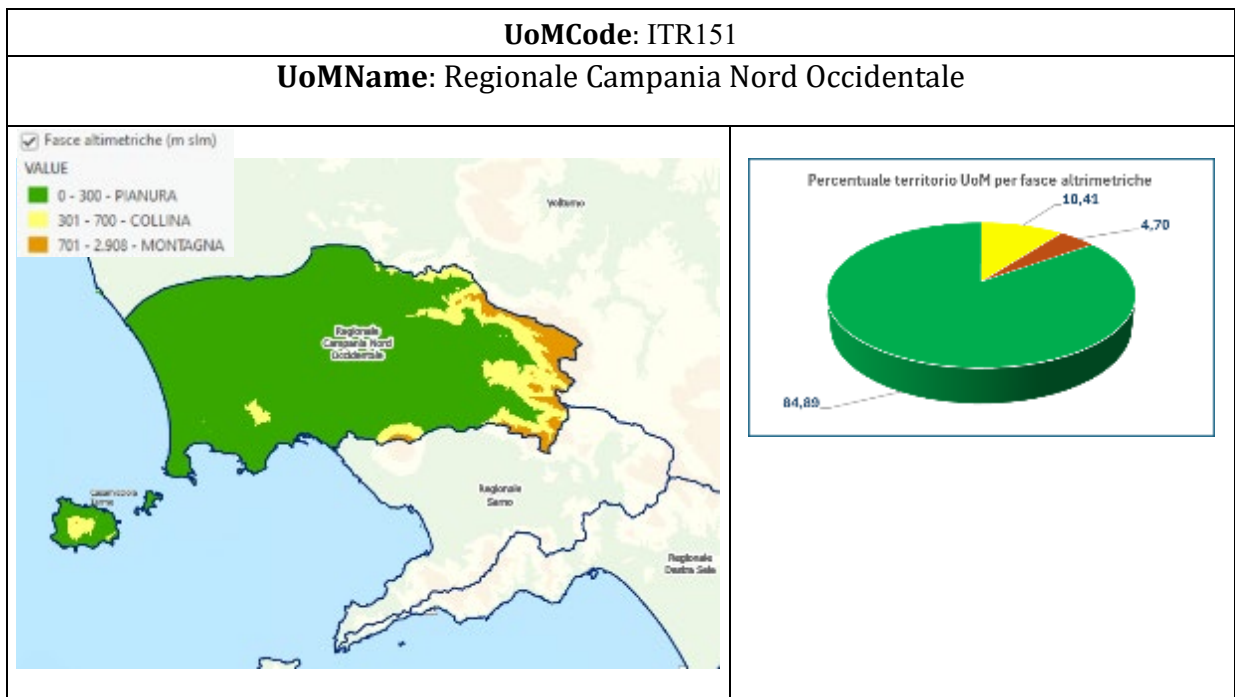 UoMCode: ITR151
UoMName: Regionale Campania Nord Occidentale
Fasce altimetriche (m slm)
VALUE
0 - 300 - PIANURA
301 - 700 - COLLINA
701 - 2.908 - MONTAGNA
Volturno
Regionale
Campania Nord
Occidentale
Casamicciola
Terme
Regionale
Sarno
Regionale
Destra Sele
Percentuale territorio UoM per fasce altrimetriche
10,41
4,70
84,89